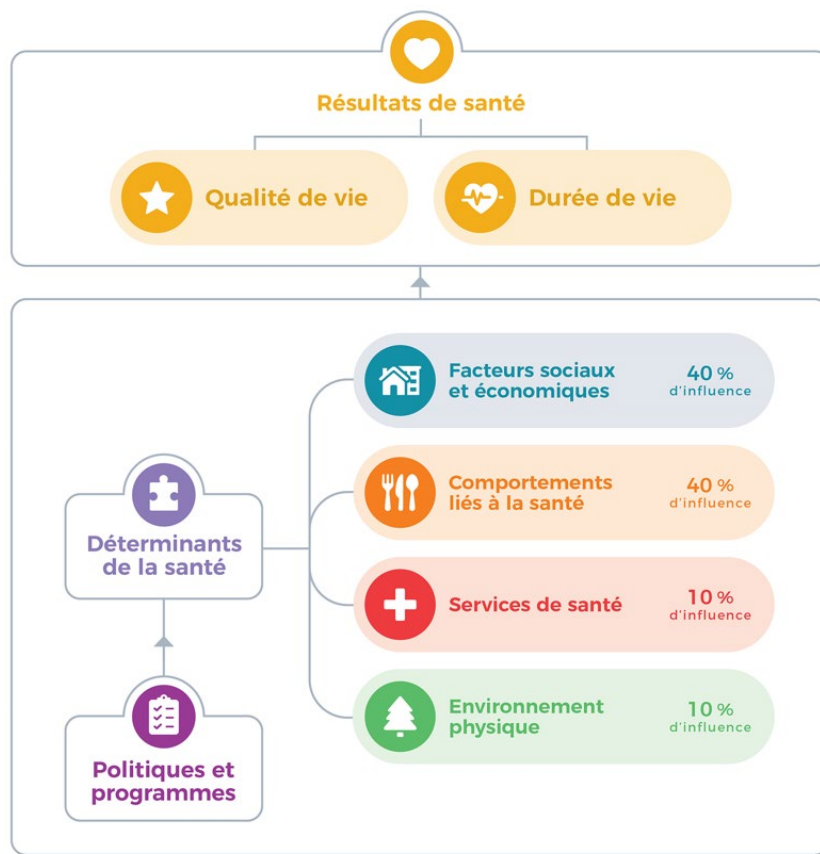 Résultats de santé
Qualité de vie
Durée de vie
Facteurs sociaux
et économiques
40 %
d'influence
Comportements
liés à la santé
40 %
d'influence
Déterminants
de la santé
Services de santé
10 %
d'influence
Environnement
physique
10 %
d'influence
Politiques et
programmes